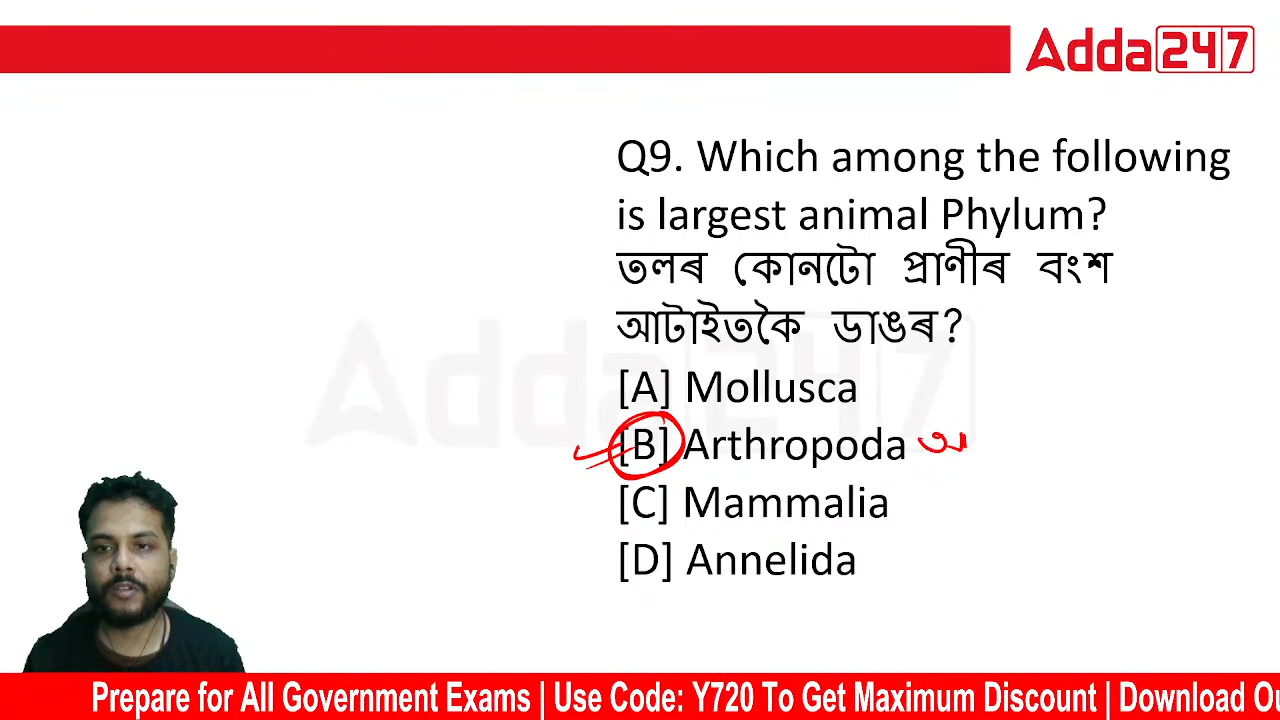 Adda247
Q9. Which among the following
is largest animal Phylum?
তলৰ কোনটো প্ৰাণীৰ বংশ
আটাইতকৈ ডাঙৰ?
[A] Mollusca
[B] Arthropoda অ
[C] Mammalia
[D] Annelida
Adda247
Prepare for All Government Exams | Use Code: Y720 To Get Maximum Discount | Download Ou